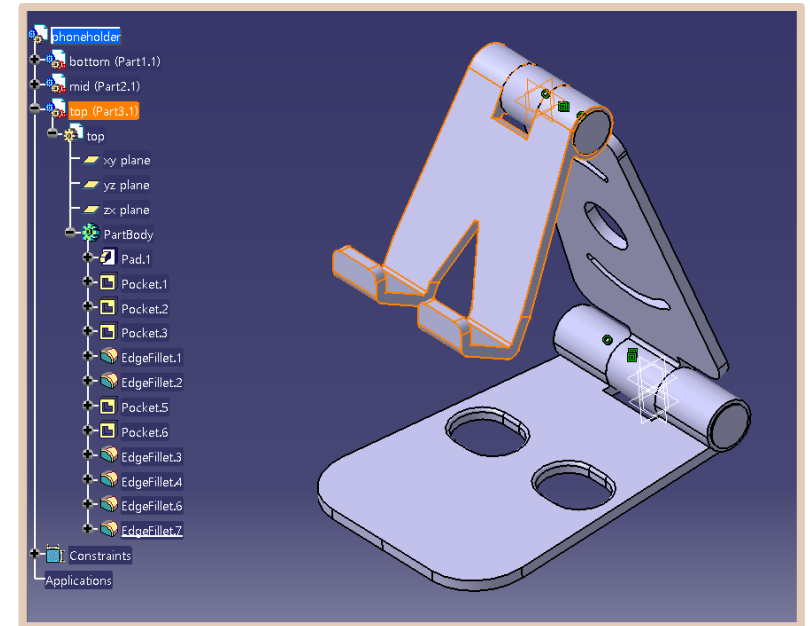 phoneholder
bottom (Part1.1)
mid (Part2.1)
top (Part3.1)
top
xy plane
yz plane
zx plane
PartBody
Pad.1
Pocket.1
Pocket.2
Pocket.3
EdgeFillet.1
EdgeFillet.2
Pocket.5
Pocket.6
EdgeFillet.3
EdgeFillet.4
EdgeFillet.6
EdgeFillet.7
Constraints
Applications